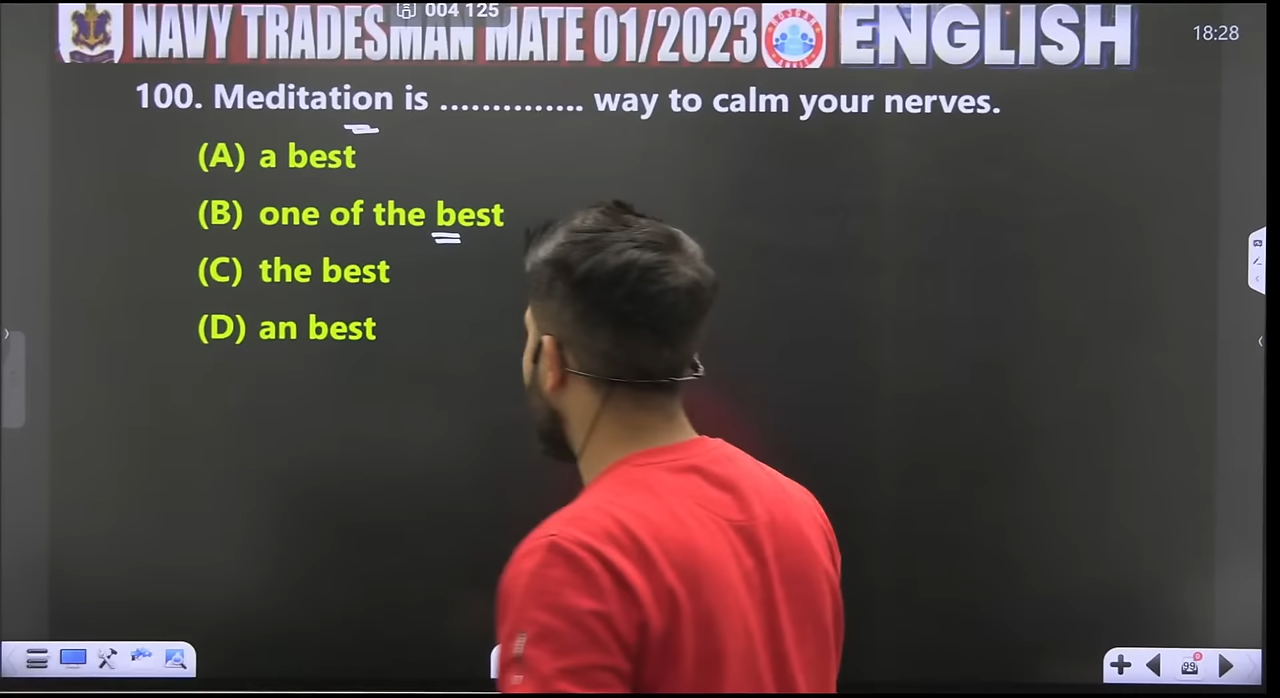 004 125
NAVY TRADESMAN MATE 01/2023 ENGLISH
18:28
100. Meditation is .............. way to calm your nerves.
(A) a best
(B) one of the best
(C) the best
(D) an best
99